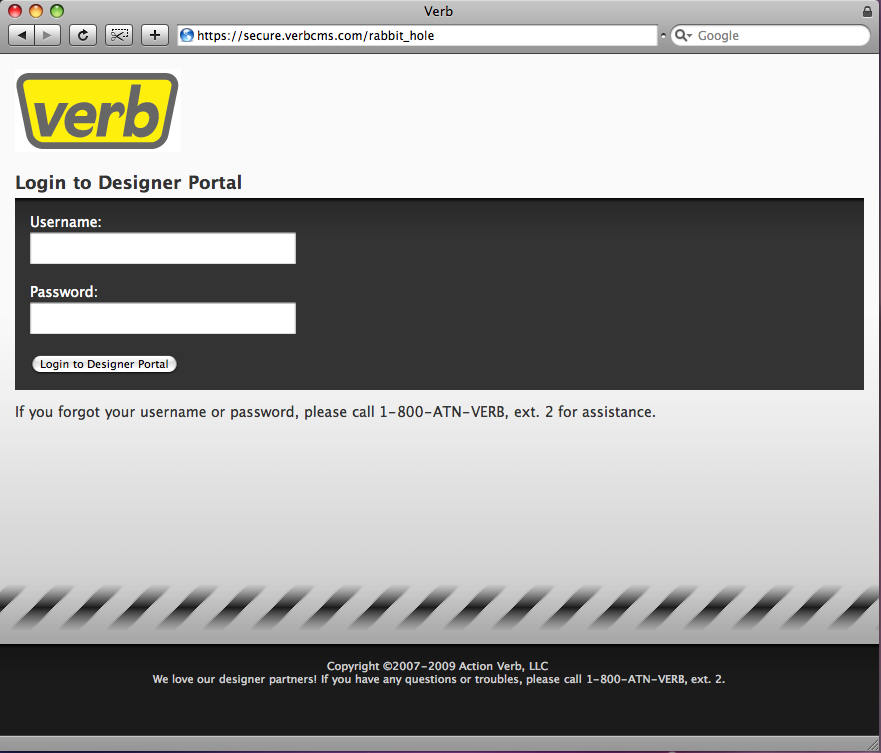 Verb
https://secure.verbcms.com/rabbit_hole
Google
verb
Login to Designer Portal
Username:
Password:
Login to Designer Portal
If you forgot your username or password, please call 1-800-ATN-VERB, ext. 2 for assistance.
Copyright ©2007-2009 Action Verb, LLC
We love our designer partners! If you have any questions or troubles, please call 1-800-ATN-VERB, ext. 2.